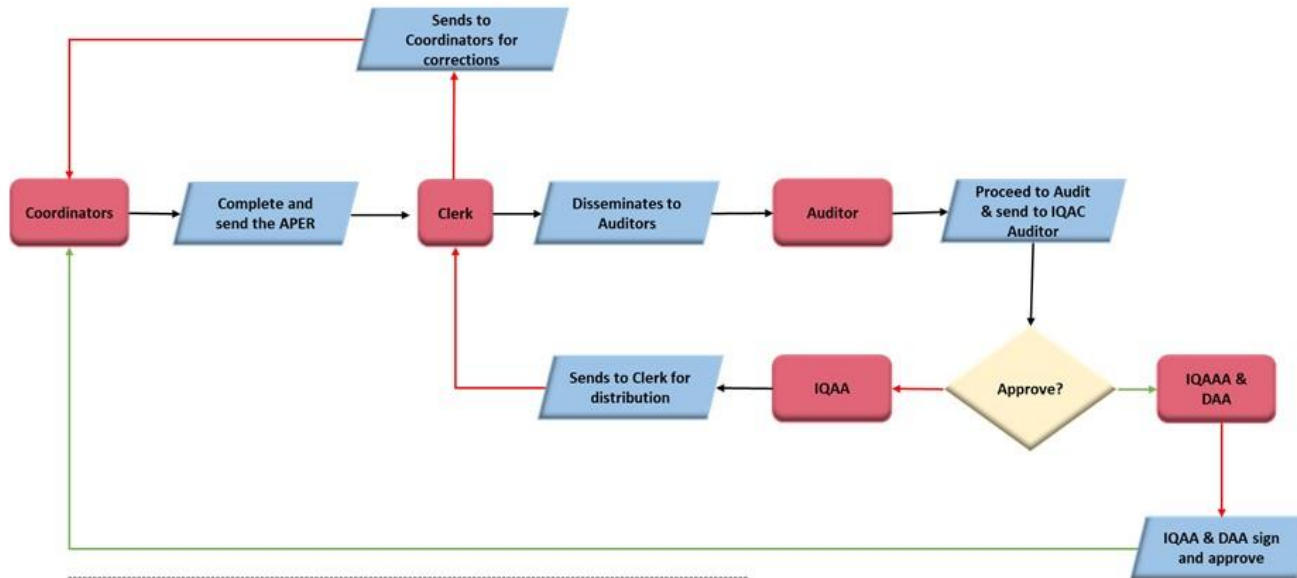 Sends to
Coordinators for
corrections
Coordinators
Complete and
send the APER
Clerk
Disseminates to
Auditors
Auditor
Proceed to Audit
& send to IQAC
Auditor
Sends to Clerk for
distribution
IQAA
Approve?
IQAAA &
DAA
IQAA & DAA sign
and approve